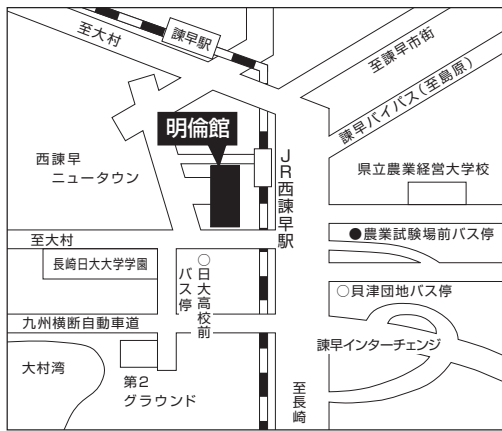 至大村
諫早駅
至諫早市街
諫早バイパス(至島原)
明倫館
西諫早
ニュータウン
JR西諫早駅
県立農業経営大学校
至大村
●農業試験場前バス停
長崎日大大学学園
○日大高校前
バス停
○貝津団地バス停
九州横断自動車道
諫早インターチェンジ
大村湾
第2
グラウンド
至長崎